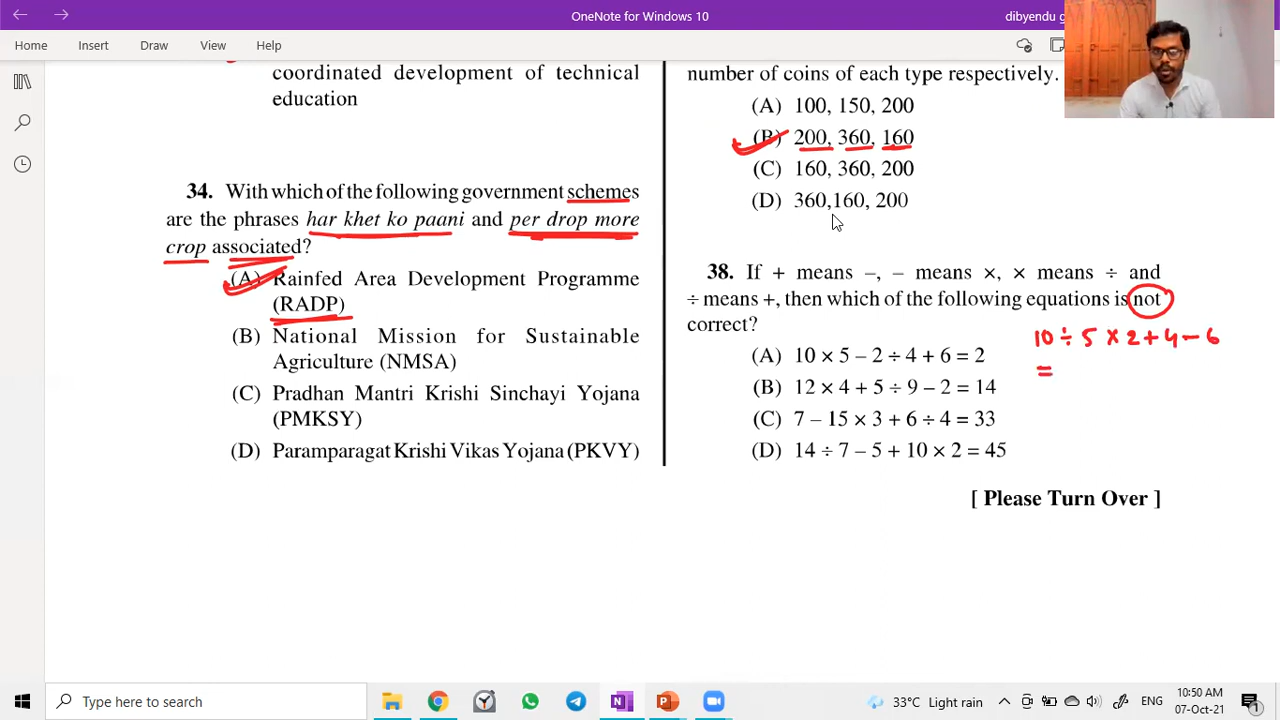 OneNote for Windows 10
dibyendu g
Home Insert Draw View Help
coordinated development of technical
education
34. With which of the following government schemes
are the phrases har khet ko paani and per drop more
crop associated?
(A) Rainfed Area Development Programme
(RADP)
(B) National Mission for Sustainable
Agriculture (NMSA)
(C) Pradhan Mantri Krishi Sinchayi Yojana
(PMKSY)
(D) Paramparagat Krishi Vikas Yojana (PKVY)
number of coins of each type respectively.
(A) 100, 150, 200
(B) 200, 360, 160
(C) 160, 360, 200
(D) 360,160, 200
38. If + means –, – means ×, × means ÷ and
÷ means +, then which of the following equations is not
correct?
(A) 10 × 5 – 2 ÷ 4 + 6 = 2
(B) 12 × 4 + 5 ÷ 9 – 2 = 14
(C) 7 – 15 × 3 + 6 ÷ 4 = 33
(D) 14 ÷ 7 – 5 + 10 × 2 = 45
10 ÷ 5 × 2 + 4 – 6
=
[ Please Turn Over ]
Type here to search
33°C Light rain
ENG
10:50 AM
07-Oct-21
1